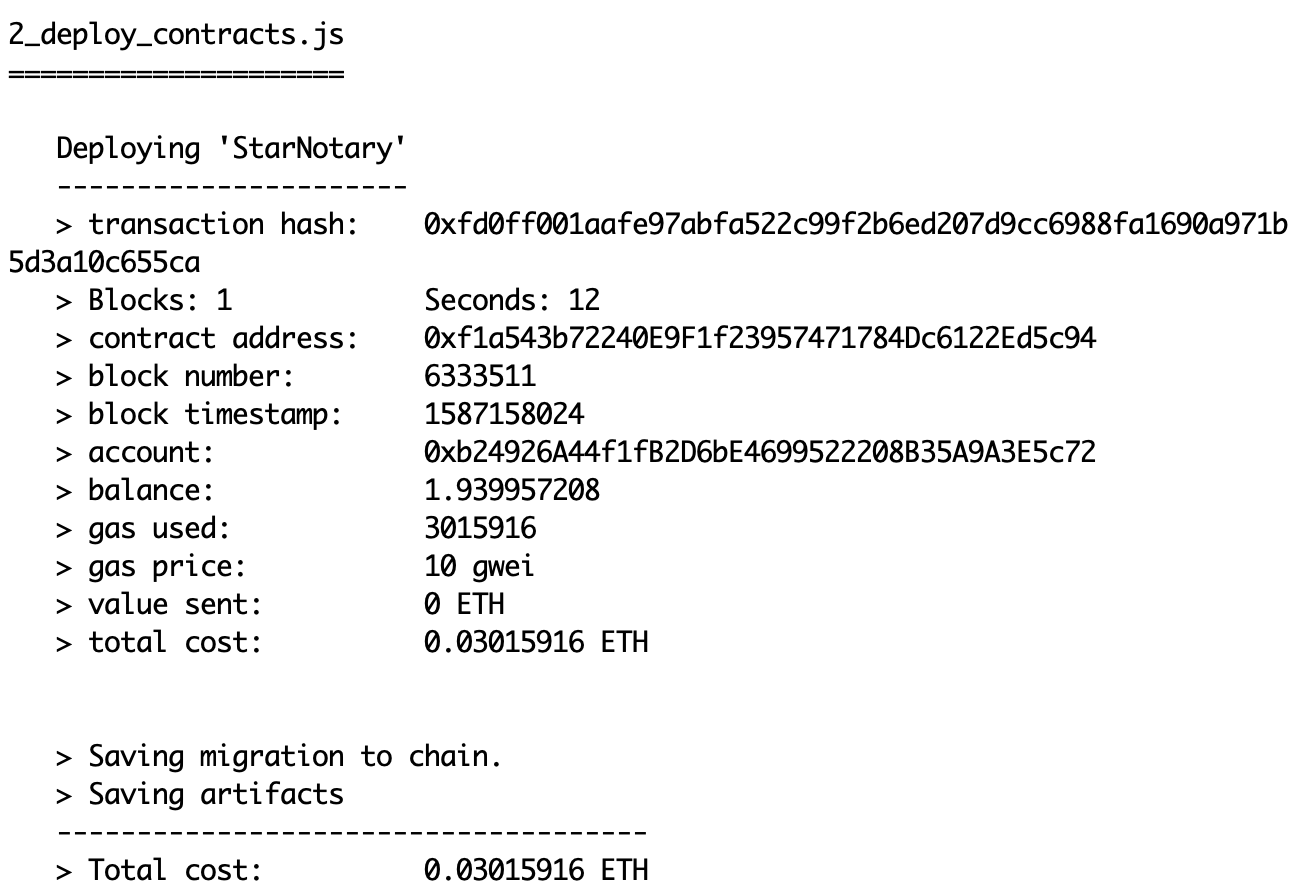 2_deploy_contracts.js
=====================
Deploying 'StarNotary'
----------------------
> transaction hash:    0xfd0ff001aafe97abfa522c99f2b6ed207d9cc6988fa1690a971b
5d3a10c655ca
> Blocks: 1            Seconds: 12
> contract address:    0xf1a543b72240E9F1f23957471784Dc6122Ed5c94
> block number:        6333511
> block timestamp:     1587158024
> account:             0xb24926A44f1fB2D6bE4699522208B35A9A3E5c72
> balance:             1.939957208
> gas used:            3015916
> gas price:           10 gwei
> value sent:          0 ETH
> total cost:          0.03015916 ETH
> Saving migration to chain.
> Saving artifacts
-------------------------------------
> Total cost:          0.03015916 ETH